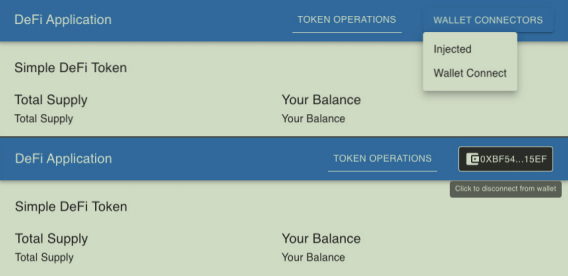 DeFi Application TOKEN OPERATIONS WALLET CONNECTORS
Injected
Simple DeFi Token
Wallet Connect
Total Supply Your Balance
Total Supply Your Balance
DeFi Application TOKEN OPERATIONS 0XBF54...15EF
Click to disconnect from wallet
Simple DeFi Token
Total Supply Your Balance
Total Supply Your Balance